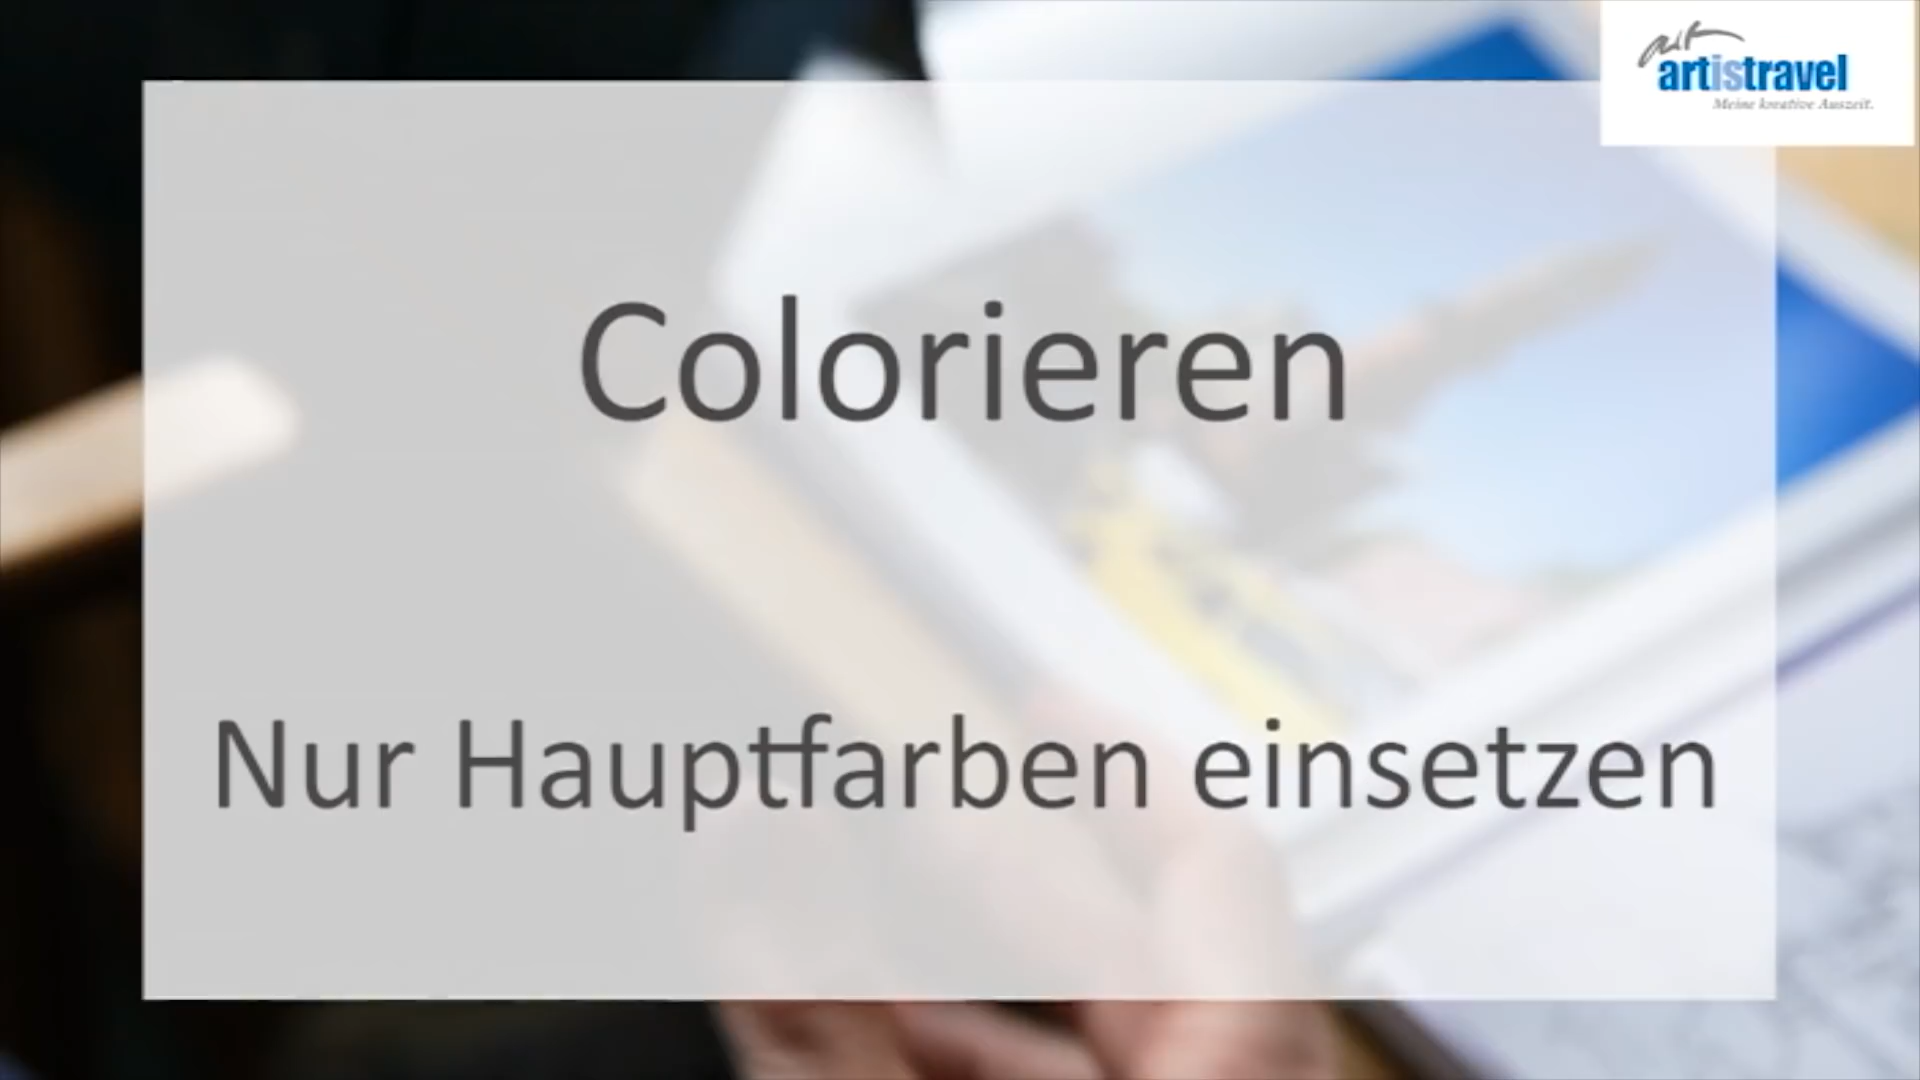 artistravel
Meine kreative Auszeit.
Colorieren
Nur Hauptfarben einsetzen